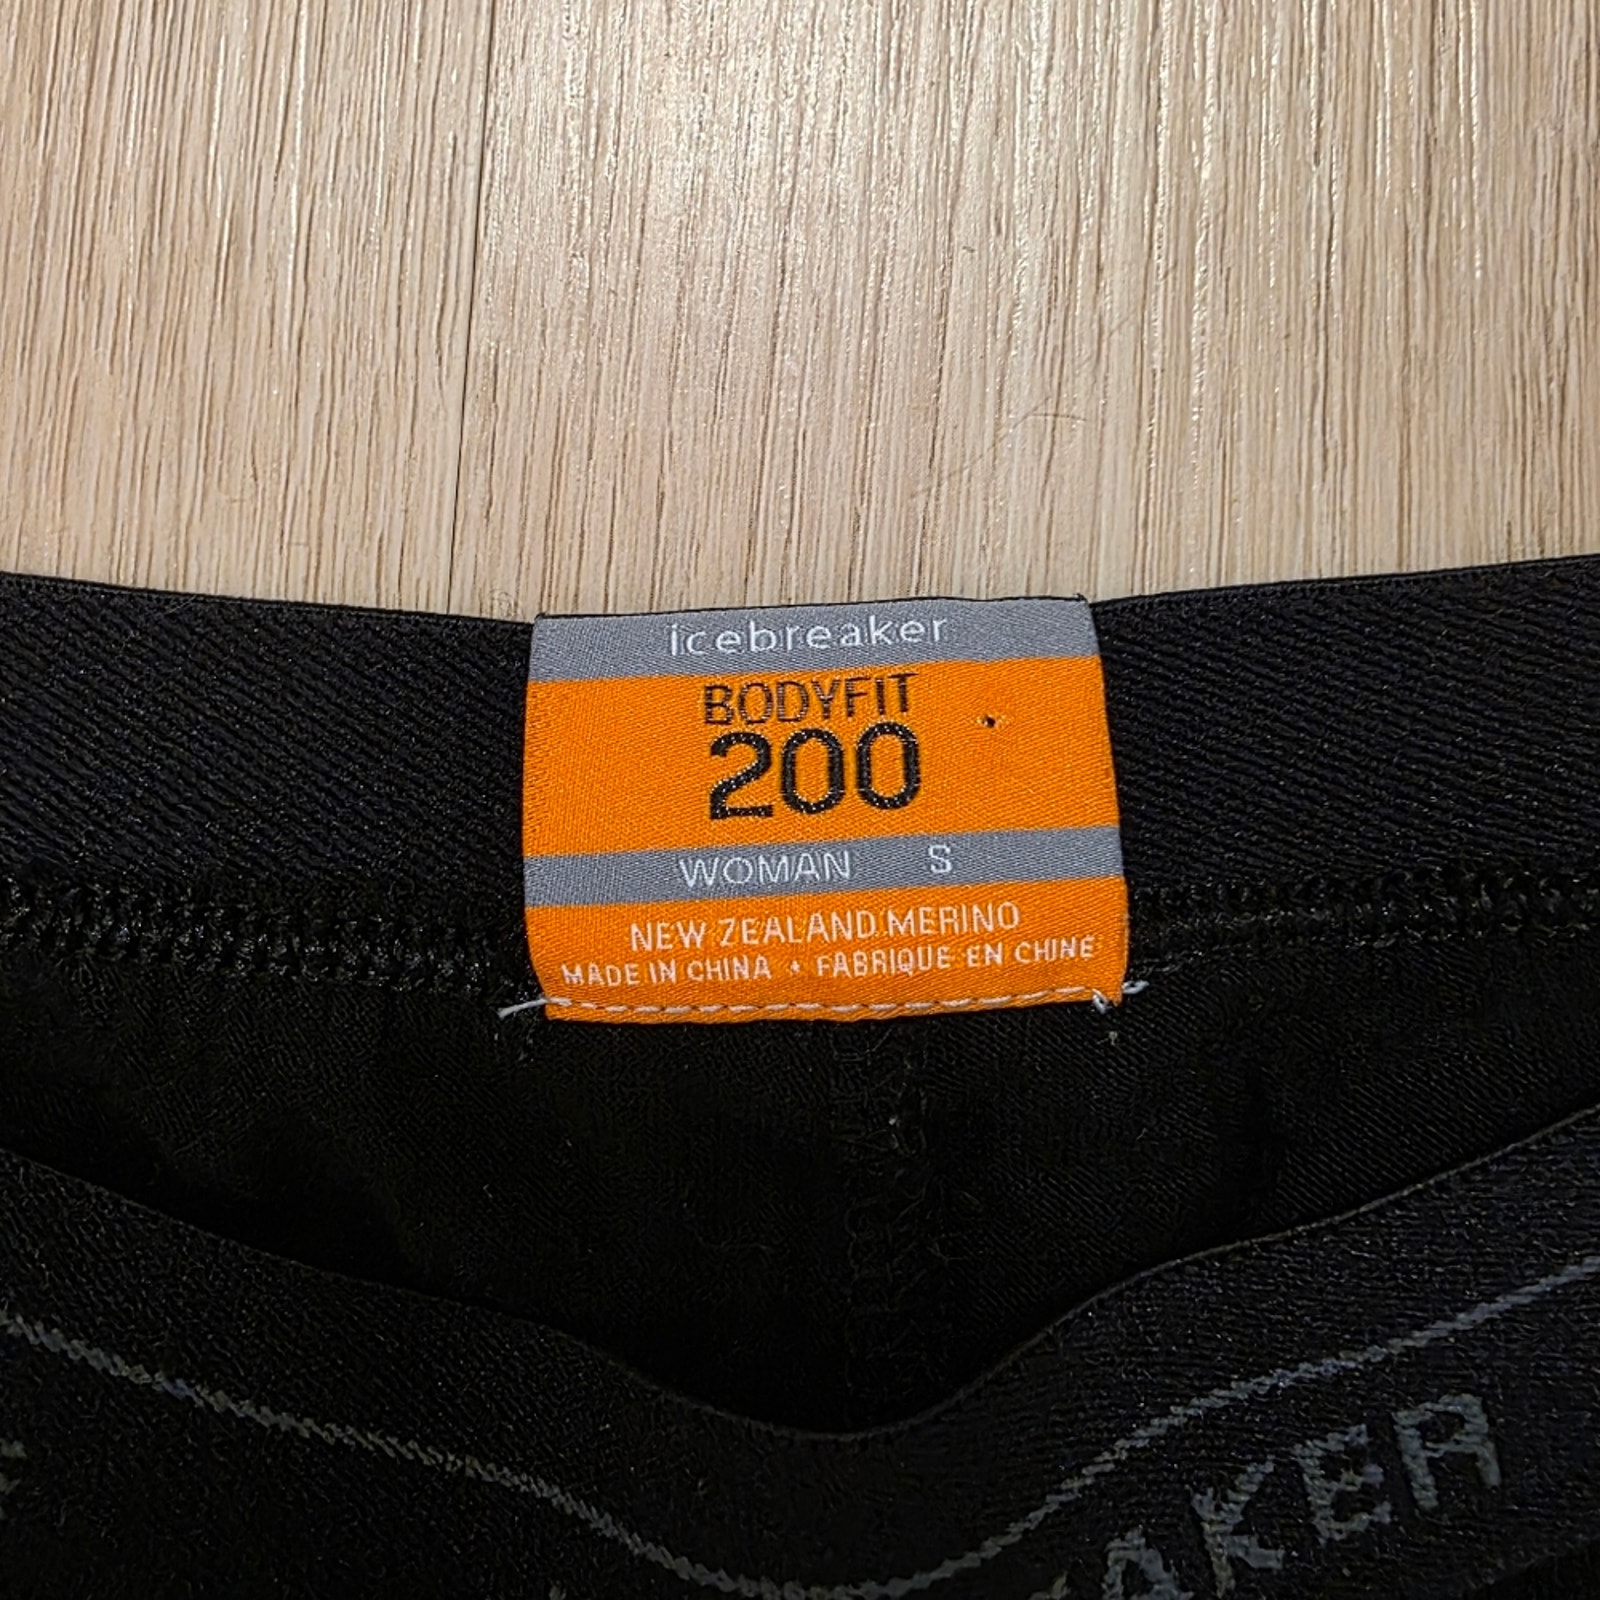 icebreaker
BODYFIT
200
WOMAN S
NEW ZEALAND MERINO
MADE IN CHINA • FABRIQUE EN CHINE
AKER